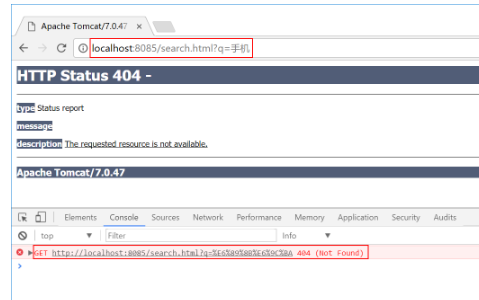 Apache Tomcat/7.0.47 ×
localhost:8085/search.html?q=手机
HTTP Status 404 -
type Status report
message
description The requested resource is not available.
Apache Tomcat/7.0.47
Elements Console Sources Network Performance Memory Application Security Audits
top ▼ Filter Info ▼
GET http://localhost:8085/search.html?q=%E6%89%8B%E6%9C%BA 404 (Not Found)